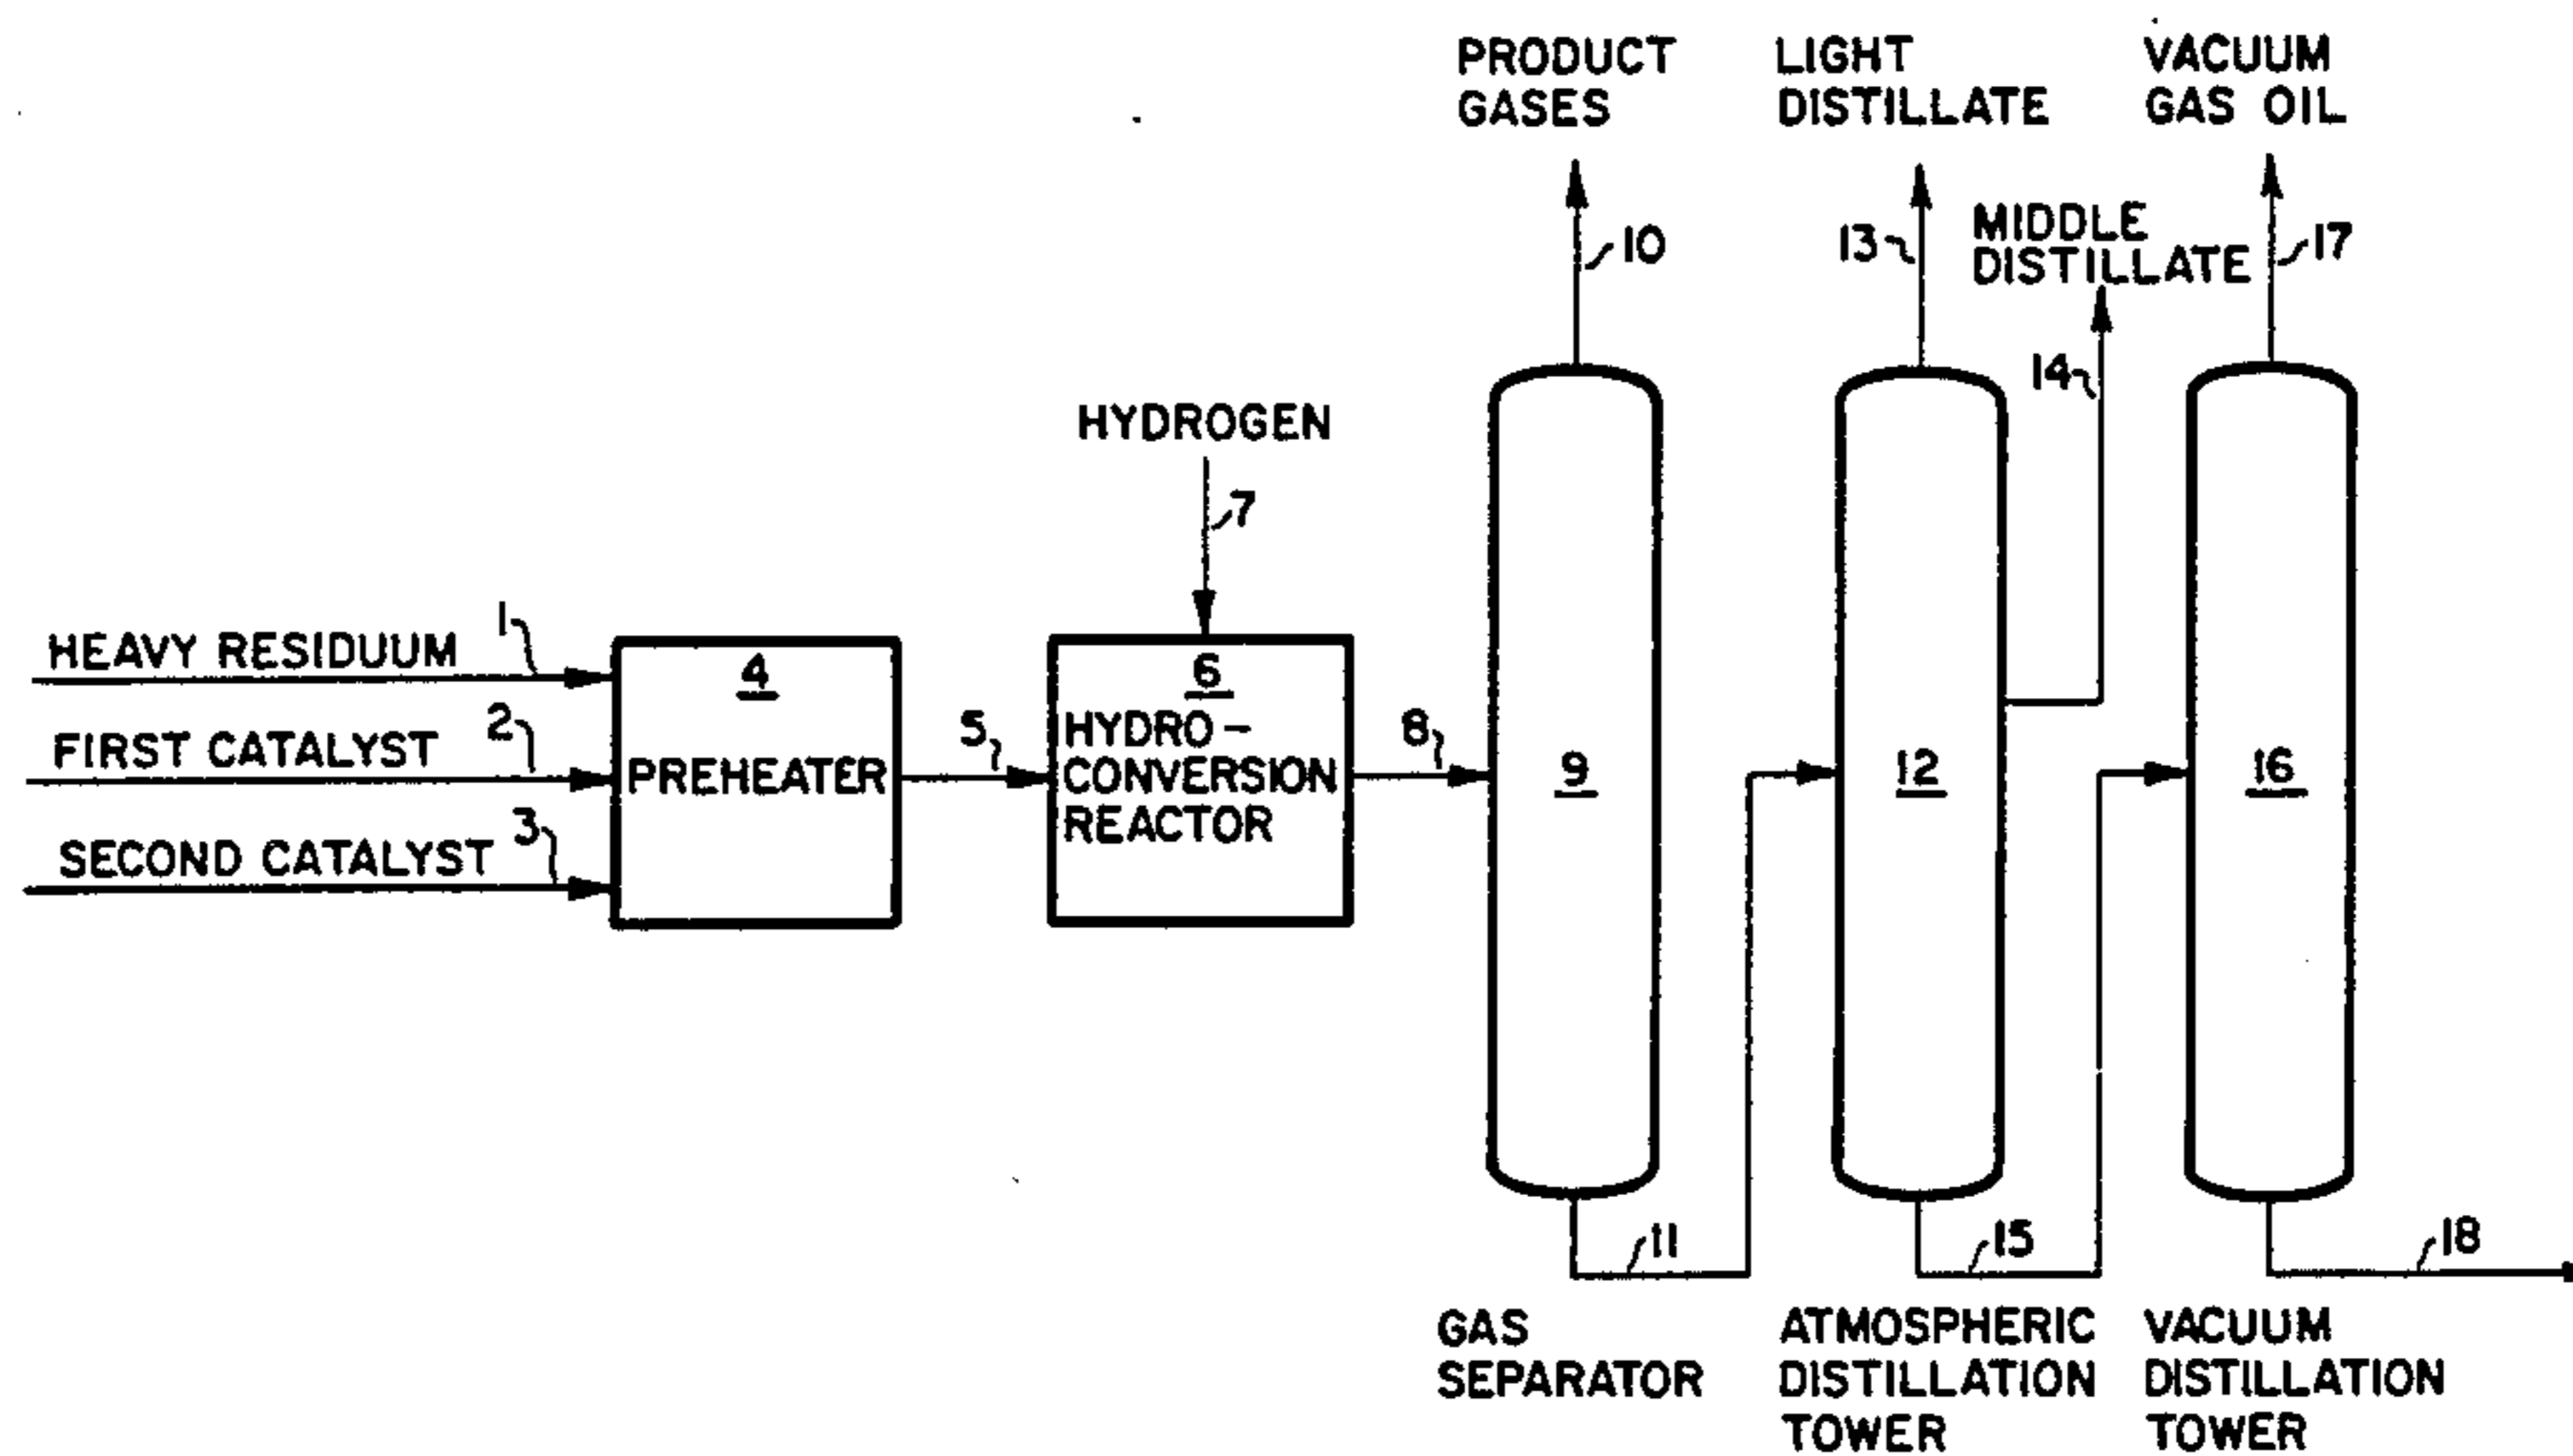 PRODUCT
GASES
LIGHT
DISTILLATE
VACUUM
GAS OIL
10
13
MIDDLE
DISTILLATE
17
14
HYDROGEN
7
HEAVY RESIDUUM
1
FIRST CATALYST
2
SECOND CATALYST
3
4
PREHEATER
5
6
HYDRO-
CONVERSION
REACTOR
8
9
12
16
11
15
18
GAS
SEPARATOR
ATMOSPHERIC
DISTILLATION
TOWER
VACUUM
DISTILLATION
TOWER